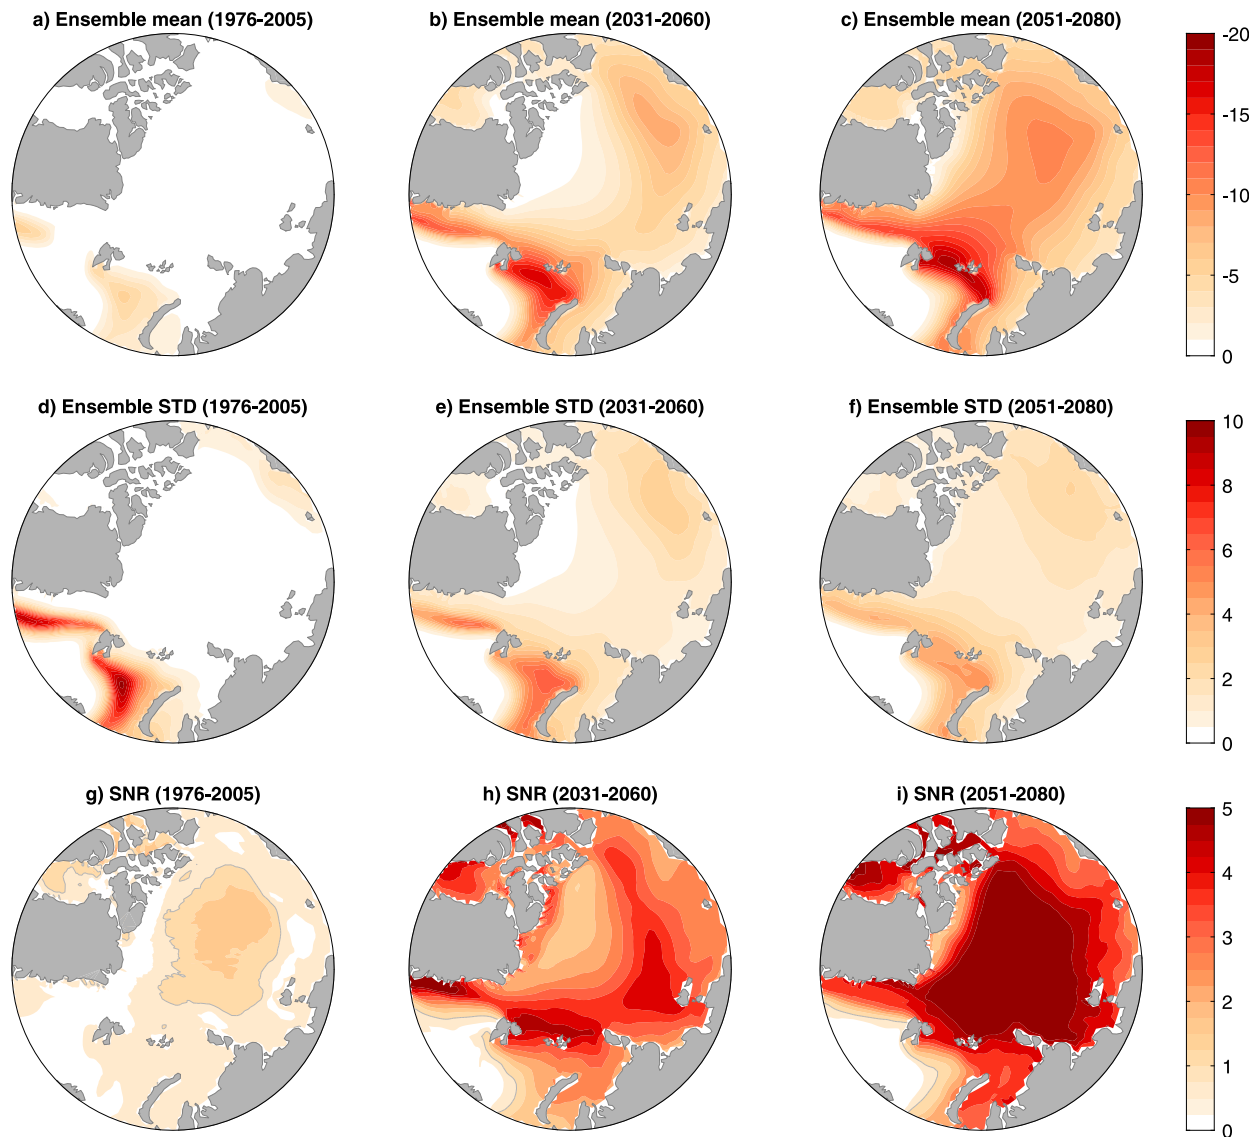 a) Ensemble mean (1976-2005)
b) Ensemble mean (2031-2060)
c) Ensemble mean (2051-2080)
-20
-15
-10
-5
0
d) Ensemble STD (1976-2005)
e) Ensemble STD (2031-2060)
f) Ensemble STD (2051-2080)
10
8
6
4
2
0
g) SNR (1976-2005)
h) SNR (2031-2060)
i) SNR (2051-2080)
5
4
3
2
1
0